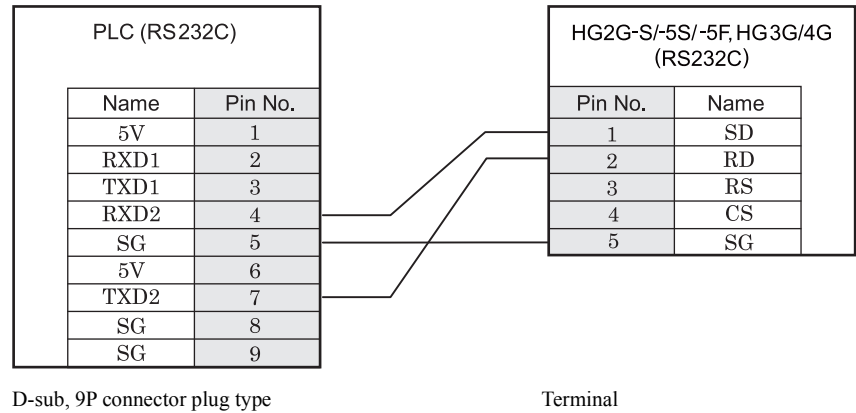 PLC (RS232C)
Name Pin No.
5V 1
RXD1 2
TXD1 3
RXD2 4
SG 5
5V 6
TXD2 7
SG 8
SG 9
D-sub, 9P connector plug type
HG2G-S/-5S/-5F, HG3G/4G
(RS232C)
Pin No. Name
1 SD
2 RD
3 RS
4 CS
5 SG
Terminal